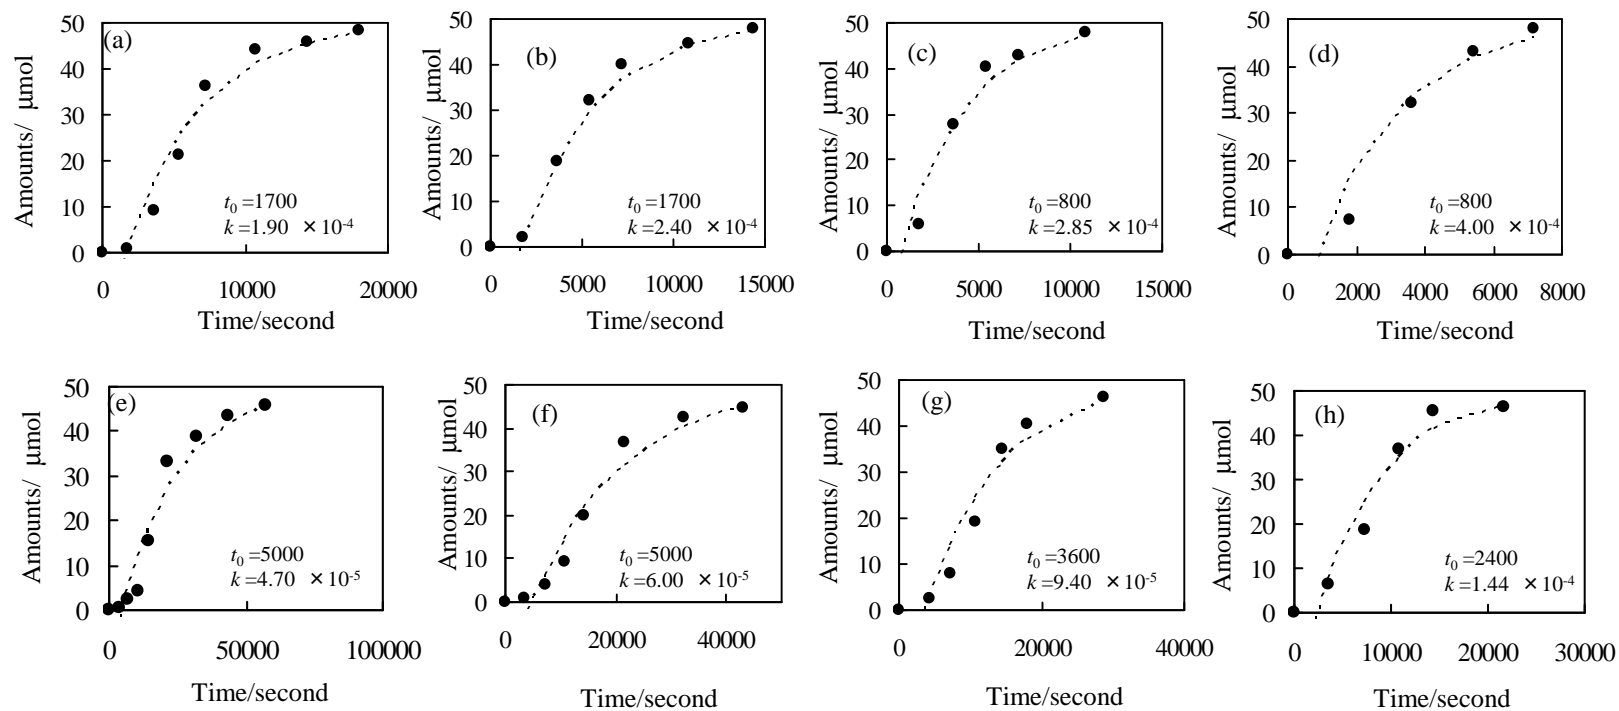 (a)
Amounts/ μmol
50
40
30
20
10
0
t₀ =1700
k =1.90 × 10⁻⁴
0 10000 20000
Time/second
(b)
Amounts/ μmol
50
40
30
20
10
0
t₀ =1700
k =2.40 × 10⁻⁴
0 5000 10000 15000
Time/second
(c)
Amounts/ μmol
50
40
30
20
10
0
t₀ =800
k =2.85 × 10⁻⁴
0 5000 10000 15000
Time/second
(d)
Amounts/ μmol
50
40
30
20
10
0
t₀ =800
k =4.00 × 10⁻⁴
0 2000 4000 6000 8000
Time/second
(e)
Amounts/ μmol
50
40
30
20
10
0
t₀ =5000
k =4.70 × 10⁻⁵
0 50000 100000
Time/second
(f)
Amounts/ μmol
50
40
30
20
10
0
t₀ =5000
k =6.00 × 10⁻⁵
0 20000 40000
Time/second
(g)
Amounts/ μmol
50
40
30
20
10
0
t₀ =3600
k =9.40 × 10⁻⁵
0 20000 40000
Time/second
(h)
Amounts/ μmol
50
40
30
20
10
0
t₀ =2400
k =1.44 × 10⁻⁴
0 10000 20000 30000
Time/second